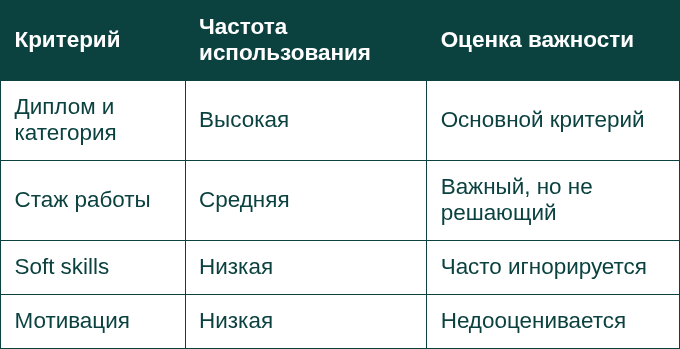 Критерий
Частота
использования
Оценка важности
Диплом и
категория
Высокая
Основной критерий
Стаж работы
Средняя
Важный, но не
решающий
Soft skills
Низкая
Часто игнорируется
Мотивация
Низкая
Недооценивается